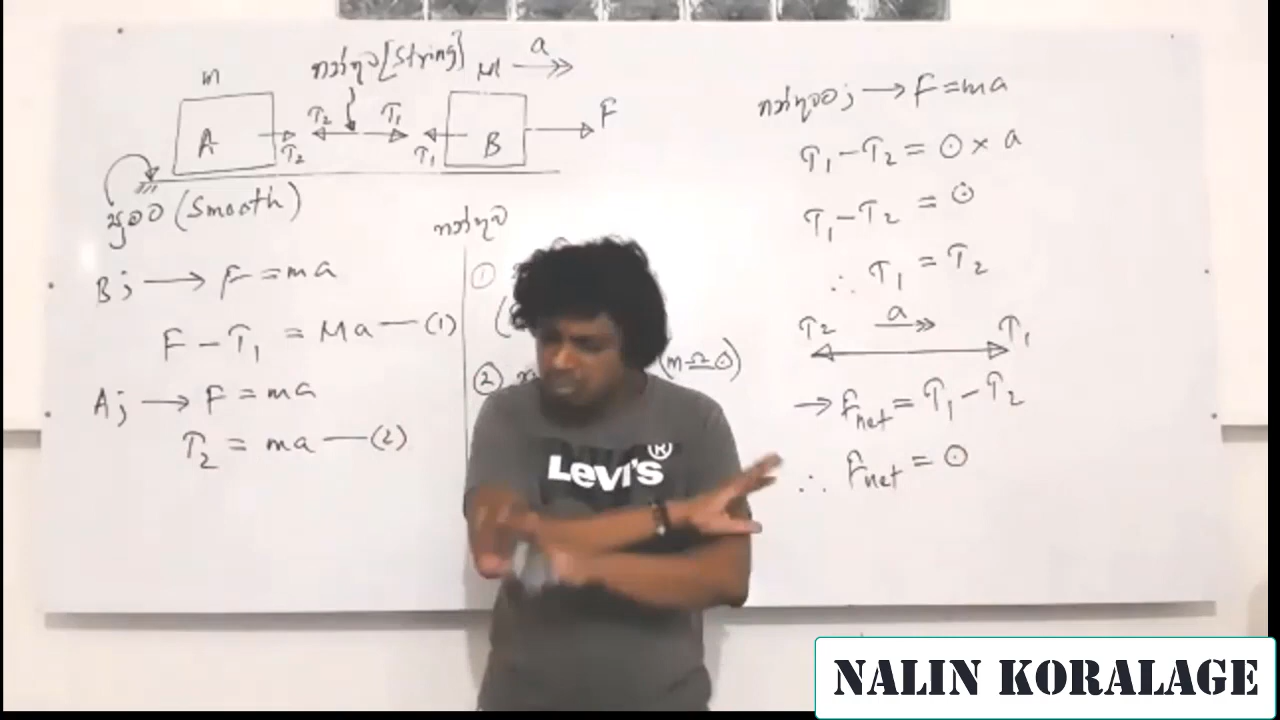 m
තන්තුව [String]
M
a
A
T₂
T₂
T₁
T₁
B
F
සුමට (Smooth)
B; → F = ma
F - T₁ = Ma — (1)
A; → F = ma
T₂ = ma — (2)
තන්තුව
①
②
(m=0)
තන්තුවට; → F = ma
T₁ - T₂ = 0 × a
T₁ - T₂ = 0
∴ T₁ = T₂
T₂ a T₁
→ Fnet = T₁ - T₂
∴ Fnet = 0
Levi's ®
NALIN KORALAGE